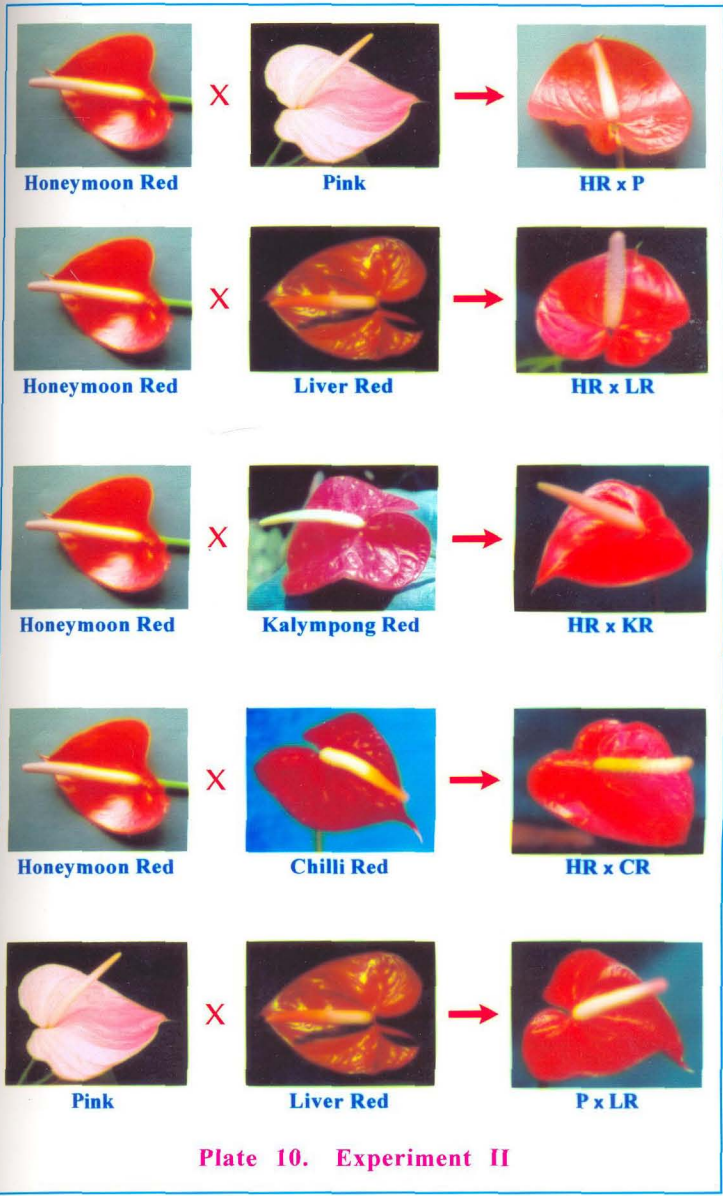 X
Honeymoon Red Pink HR x P
X
Honeymoon Red Liver Red HR x LR
X
Honeymoon Red Kalympong Red HR x KR
X
Honeymoon Red Chilli Red HR x CR
X
Pink Liver Red P x LR
Plate 10. Experiment II